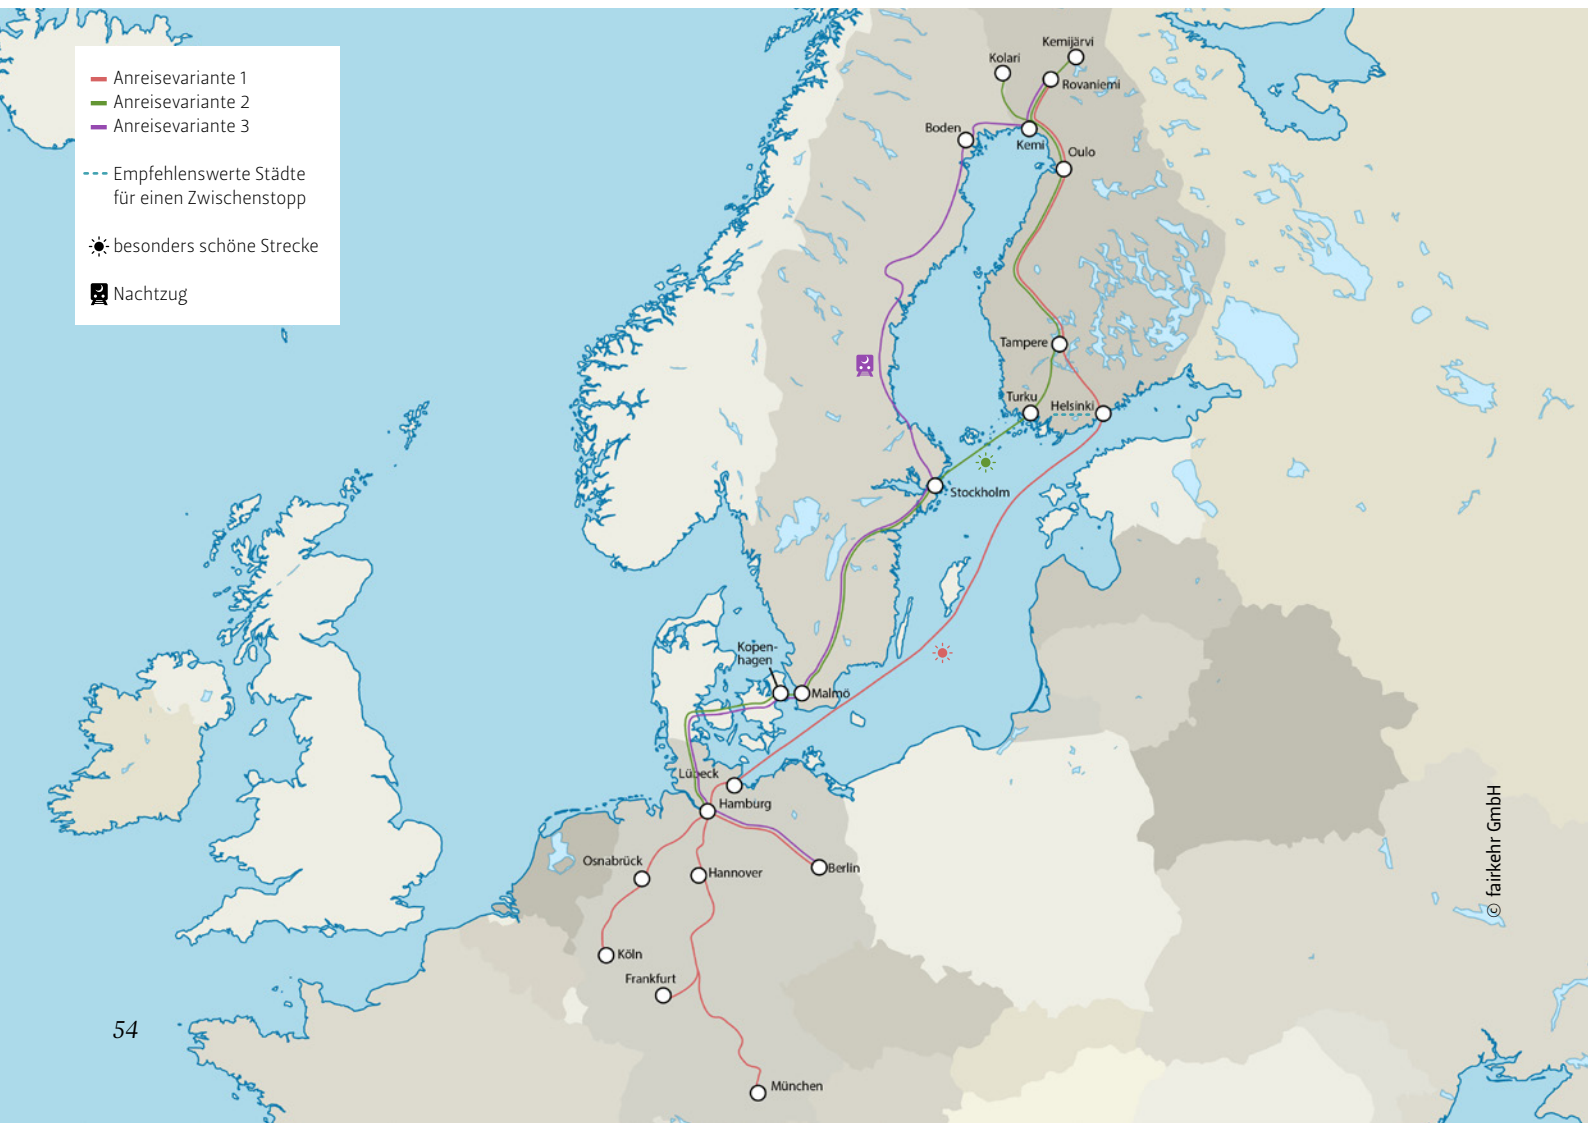 Anreisevariante 1
Anreisevariante 2
Anreisevariante 3
Empfehlenswerte Städte
für einen Zwischenstopp
besonders schöne Strecke
Nachtzug
Kemijärvi
Kolari
Rovaniemi
Boden
Kemi
Oulo
Tampere
Turku
Helsinki
Stockholm
Kopen-
hagen
Malmö
Lübeck
Hamburg
Osnabrück
Hannover
Berlin
Köln
Frankfurt
München
54
© fairkehr GmbH